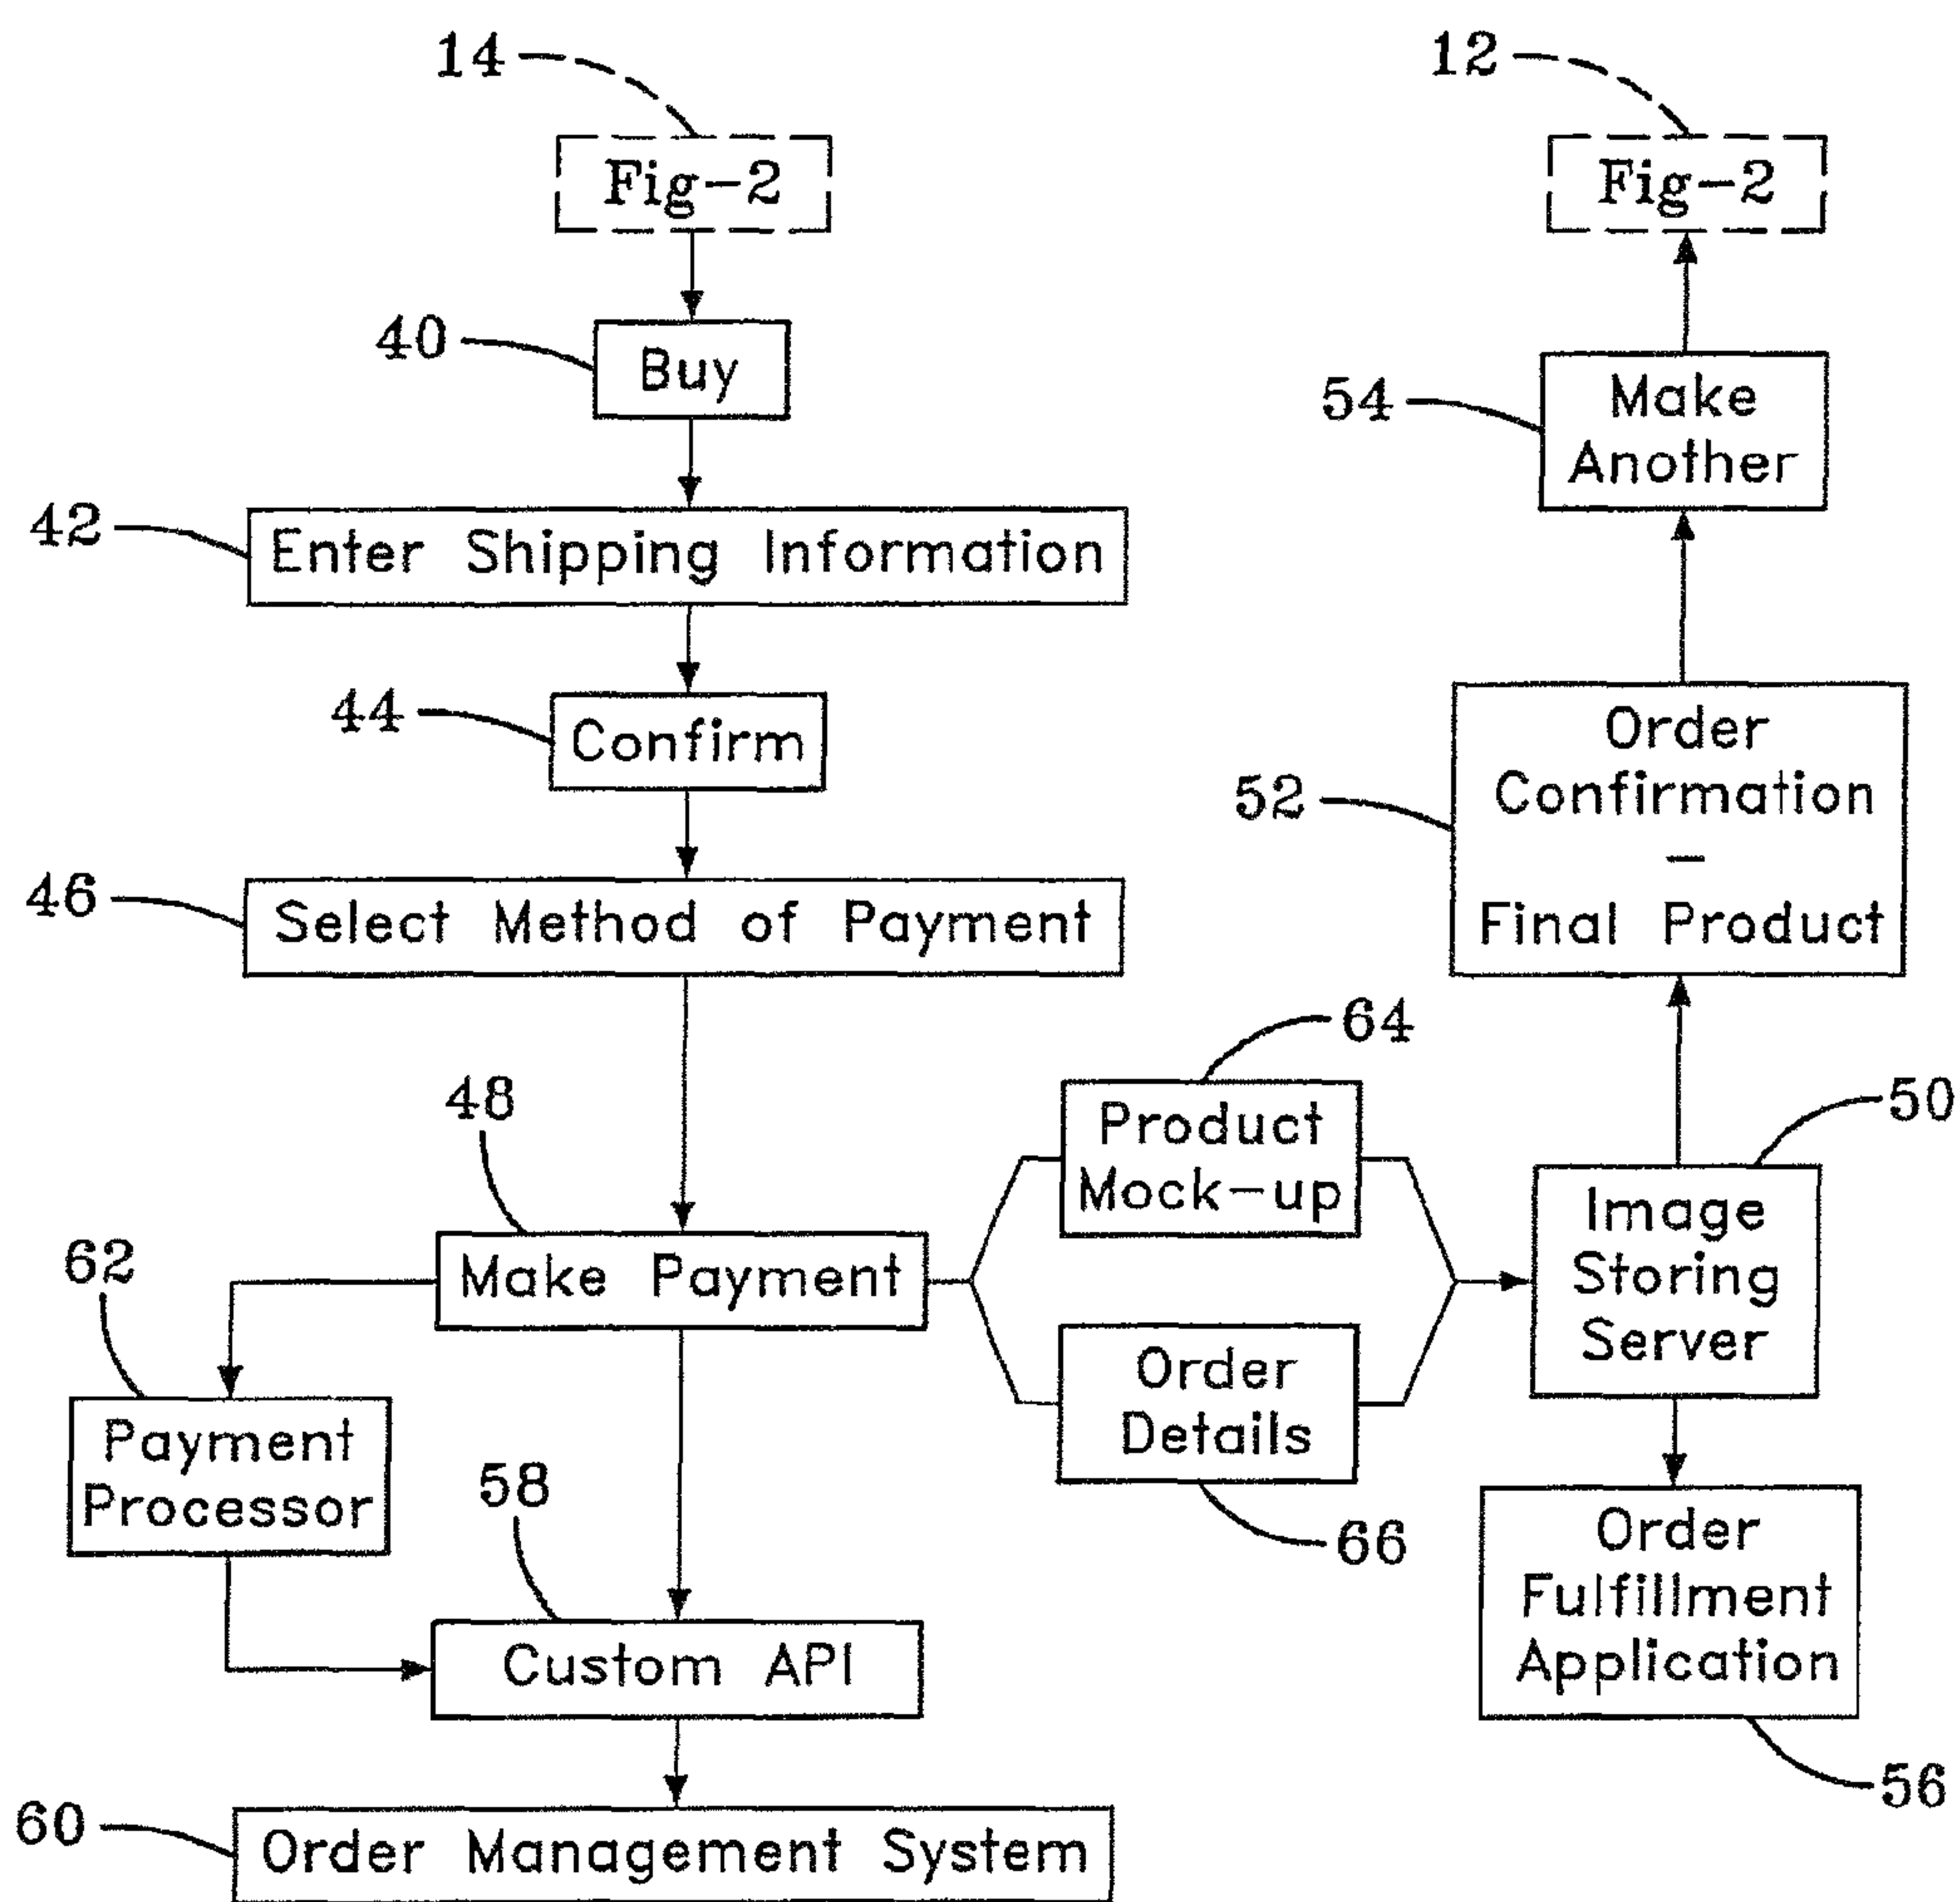 14
Fig-2
40
Buy
42
Enter Shipping Information
44
Confirm
46
Select Method of Payment
48
Make Payment
62
Payment
Processor
58
Custom API
60
Order Management System
64
Product
Mock-up
Order
Details
66
12
Fig-2
54
Make
Another
52
Order
Confirmation
-
Final Product
50
Image
Storing
Server
Order
Fulfillment
Application
56